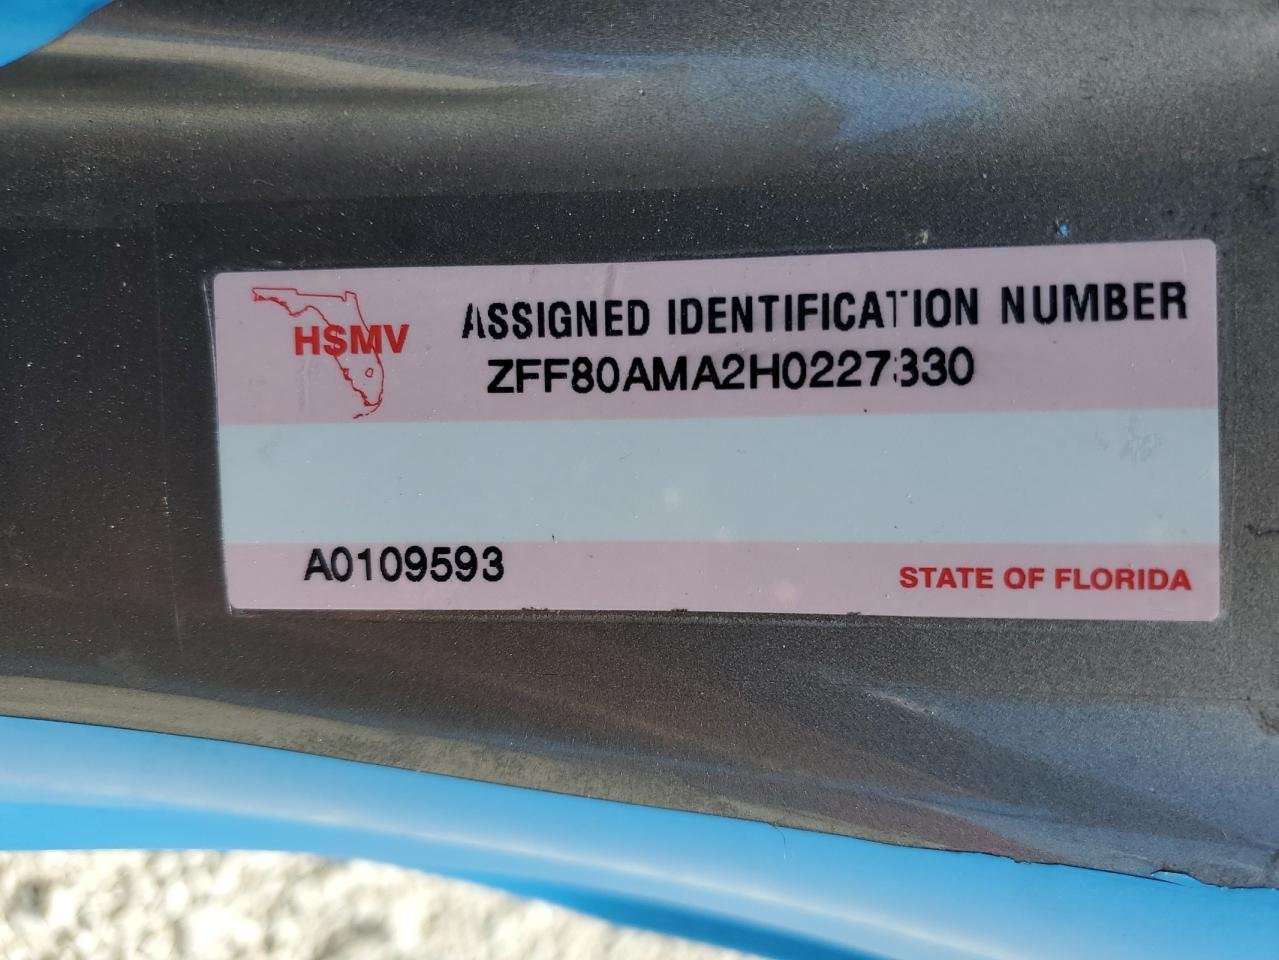 HSMV
ASSIGNED IDENTIFICATION NUMBER
ZFF80AMA2H0227330
A0109593
STATE OF FLORIDA